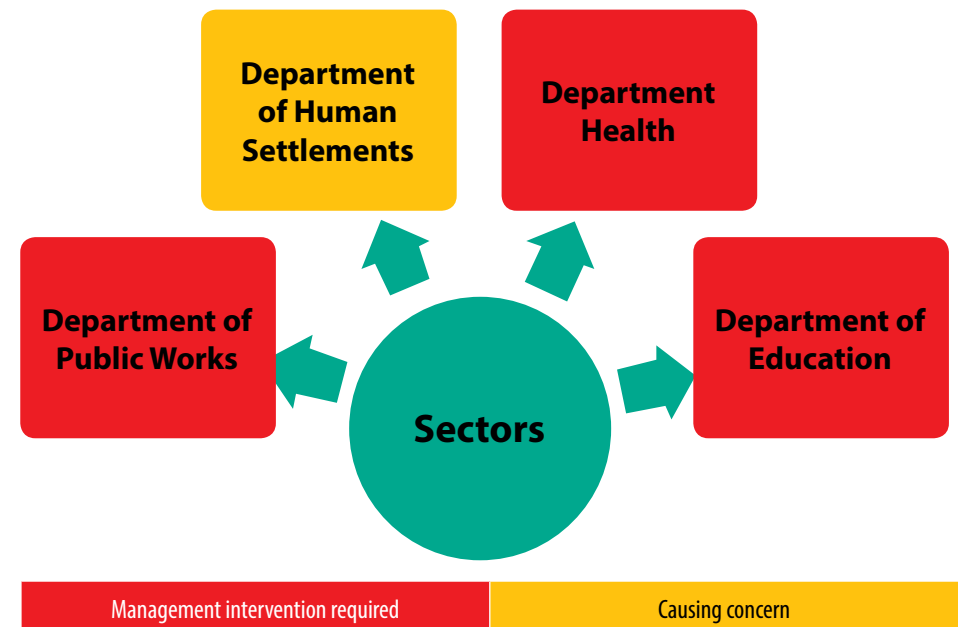 Department
of Human
Settlements
Department
Health
Department of
Public Works
Department of
Education
Sectors
Management intervention required
Causing concern